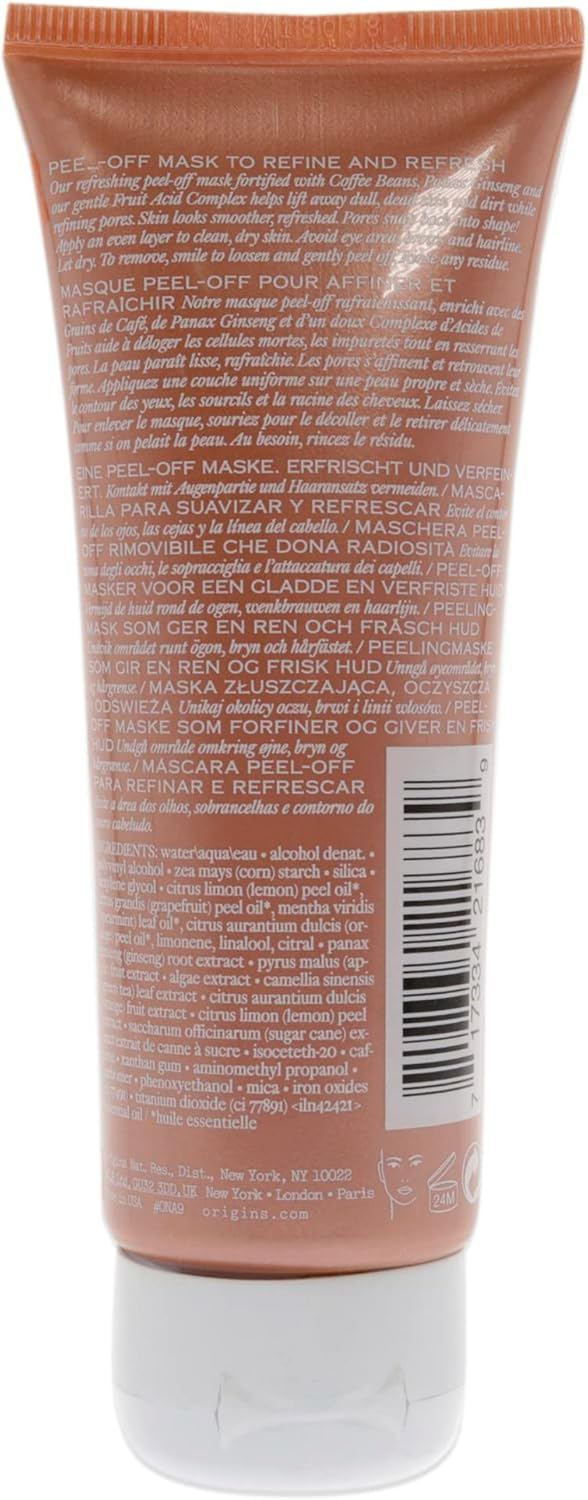 PEEL-OFF MASK TO REFINE AND REFRESH
Our refreshing peel-off mask fortified with Coffee Beans, Panax Ginseng and
our gentle Fruit Acid Complex helps lift away dull, dead cells and dirt while
refining pores. Skin looks smoother, refreshed. Pores snap back into shape!
Apply an even layer to clean, dry skin. Avoid eye area, brows and hairline.
Let dry. To remove, smile to loosen and gently peel off. Rinse any residue.
MASQUE PEEL-OFF POUR AFFINER ET
RAFRAÎCHIR Notre masque peel-off rafraîchissant, enrichi avec des
Grains de Café, de Panax Ginseng et d'un doux Complexe d'Acides de
Fruits aide à déloger les cellules mortes, les impuretés tout en resserrant les
pores. La peau paraît lisse, rafraîchie. Les pores s'affinent et retrouvent leur
forme. Appliquez une couche uniforme sur une peau propre et sèche. Évitez
le contour des yeux, les sourcils et la racine des cheveux. Laissez sécher.
Pour enlever le masque, souriez pour le décoller et le retirer délicatement
comme si on pelait la peau. Au besoin, rincez le résidu.
EINE PEEL-OFF MASKE. ERFRISCHT UND VERFEIN-
ERT. Kontakt mit Augenpartie und Haaransatz vermeiden. / MASCA-
RILLA PARA SUAVIZAR Y REFRESCAR Evite el contor-
no de los ojos, las cejas y la línea del cabello. / MASCHERA PEEL-
OFF RIMOVIBILE CHE DONA RADIOSITÀ Evitare la
zona degli occhi, le sopracciglia e l'attaccatura dei capelli. / PEEL-OFF
MASKER VOOR EEN GLADDE EN VERFRISTE HUID
Vermijd de huid rond de ogen, wenkbrauwen en haarlijn. / PEELING-
MASK SOM GER EN REN OCH FRÄSCH HUD
Undvik området runt ögon, bryn och hårfästet. / PEELINGMASKE
SOM GIR EN REN OG FRISK HUD Unngå øyeområdet, bryn
og hårgrense. / MASKA ZŁUSZCZAJĄCA, OCZYSZCZA
I ODŚWIEŻA Unikaj okolicy oczu, brwi i linii włosów. / PEEL-
OFF MASKE SOM FORFINER OG GIVER EN FRISK
HUD Undgå område omkring øjne, bryn og
hårgrænse. / MÁSCARA PEEL-OFF
PARA REFINAR E REFRESCAR
Evite a área dos olhos, sobrancelhas e contorno do
couro cabeludo.
INGREDIENTS: water\aqua\eau • alcohol denat. •
polyvinyl alcohol • zea mays (corn) starch • silica •
glycol • citrus limon (lemon) peel oil*,
citrus grandis (grapefruit) peel oil*, mentha viridis
(spearmint) leaf oil*, citrus aurantium dulcis (or-
ange) peel oil*, limonene, linalool, citral • panax
ginseng (ginseng) root extract • pyrus malus (ap-
ple) fruit extract • algae extract • camellia sinensis
(green tea) leaf extract • citrus aurantium dulcis
(orange) fruit extract • citrus limon (lemon) peel
extract • saccharum officinarum (sugar cane) ex-
tract\extrait de canne à sucre • isoceteth-20 • caf-
feine • xanthan gum • aminomethyl propanol •
carbomer • phenoxyethanol • mica • iron oxides
(ci 77491) • titanium dioxide (ci 77891) <iln42421>
*essential oil / *huile essentielle
Origins Nat. Res., Dist., New York, NY 10022
GU32 3DD, UK New York • London • Paris
Made in USA #0NA9 origins.com
24M
7 17334 21683 9